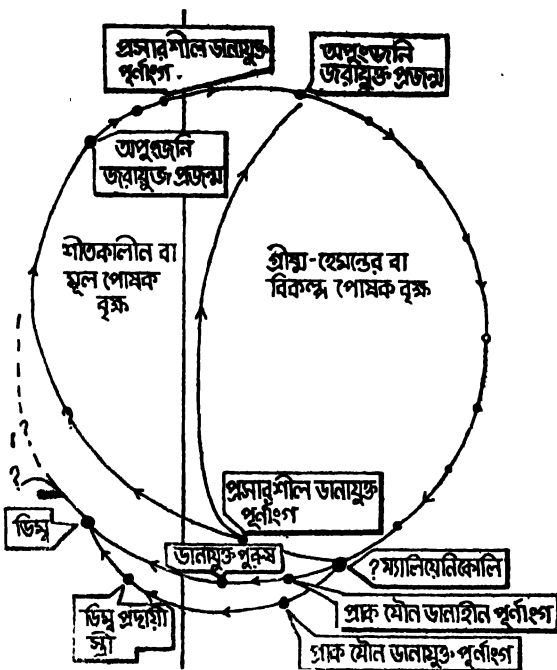 প্রসারশীল ডানাযুক্ত
পূর্ণাংগ
অপুংজনি
জরাযুক্ত প্রজন্ম
অপুংজনি
জরায়ুজ প্রজন্ম
শীতকালীন বা
মূল পোষক
বৃক্ষ
গ্রীষ্ম-হেমন্তের বা
বিকল্প পোষক বৃক্ষ
?
?
?
প্রসারশীল ডানাযুক্ত
পূর্ণাংগ
ডিম্ব
ডানাযুক্ত পুরুষ
?ম্যালিয়েনিকোলি
ডিম্ব প্রদায়ী
স্ত্রী
প্রাক যৌন ডানাহীন পূর্ণাংগ
প্রাক যৌন ডানাযুক্ত পূর্ণাংগ